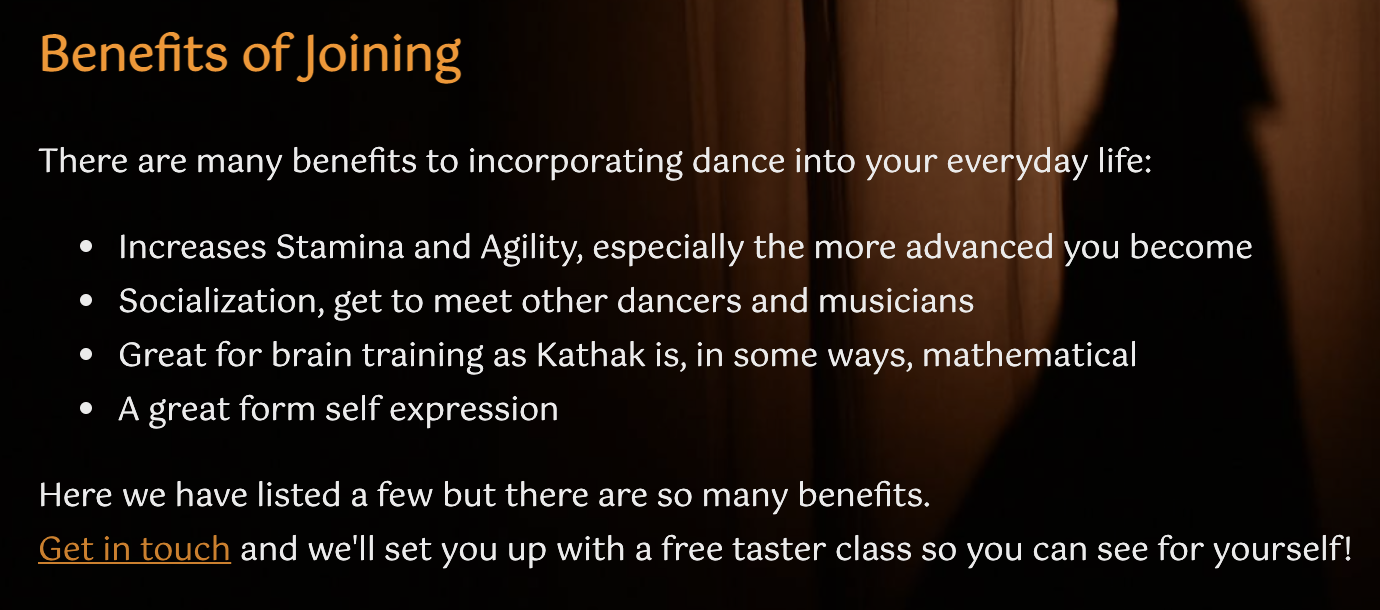 Benefits of Joining
There are many benefits to incorporating dance into your everyday life:
• Increases Stamina and Agility, especially the more advanced you become
• Socialization, get to meet other dancers and musicians
• Great for brain training as Kathak is, in some ways, mathematical
• A great form self expression
Here we have listed a few but there are so many benefits.
Get in touch and we'll set you up with a free taster class so you can see for yourself!